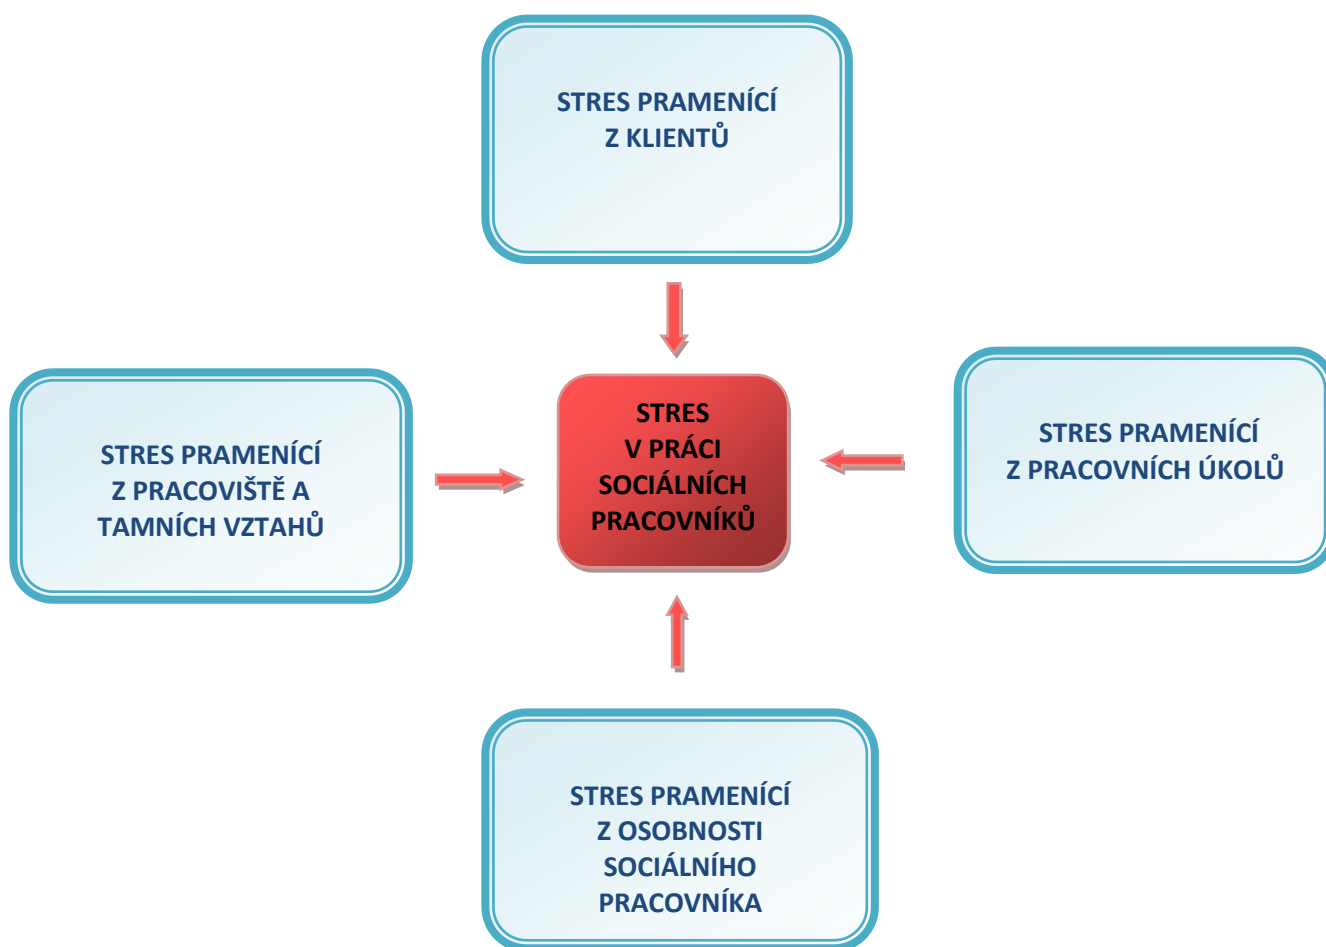 STRES PRAMENÍCÍ
Z KLIENTŮ
STRES PRAMENÍCÍ
Z PRACOVIŠTĚ A
TAMNÍCH VZTAHŮ
STRES
V PRÁCI
SOCIÁLNÍCH
PRACOVNÍKŮ
STRES PRAMENÍCÍ
Z PRACOVNÍCH ÚKOLŮ
STRES PRAMENÍCÍ
Z OSOBNOSTI
SOCIÁLNÍHO
PRACOVNÍKA